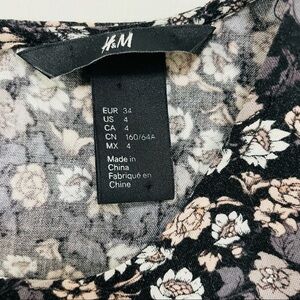 H&M
EUR 34
US 4
CA 4
CN 160/64A
MX 4
Made in
China
Fabriqué en
Chine